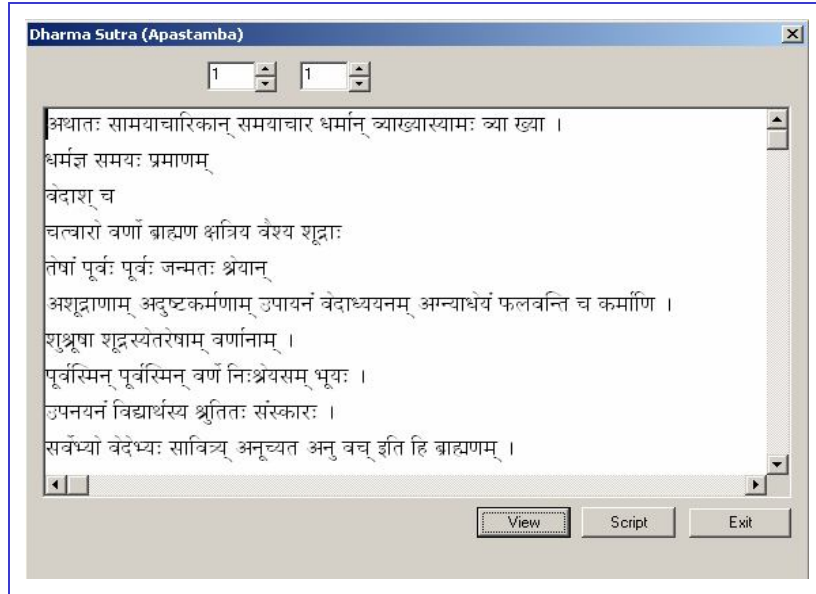 Dharma Sutra (Apastamba)
1 1
अथातः सामयाचारिकान् समयाचार धर्मान् व्याख्यास्यामः व्या ख्या ।
धर्मज्ञ समयः प्रमाणम्
वेदाश् च
चत्वारो वर्णो ब्राह्मण क्षत्रिय वैश्य शूद्राः
तेषां पूर्वः पूर्वः जन्मतः श्रेयान्
अशूद्राणाम् अदुष्टकर्मणाम् उपायनं वेदाध्ययनम् अग्न्याधेयं फलवन्ति च कर्माणि ।
शुश्रूषा शूद्रस्येतरेषाम् वर्णानाम् ।
पूर्वस्मिन् पूर्वस्मिन् वर्णे निःश्रेयसम् भूयः ।
उपनयनं विद्यार्थस्य श्रुतितः संस्कारः ।
सर्वेभ्यो वेदेभ्यः सावित्र्य् अनूच्यत अनु वच् इति हि ब्राह्मणम् ।
View Script Exit